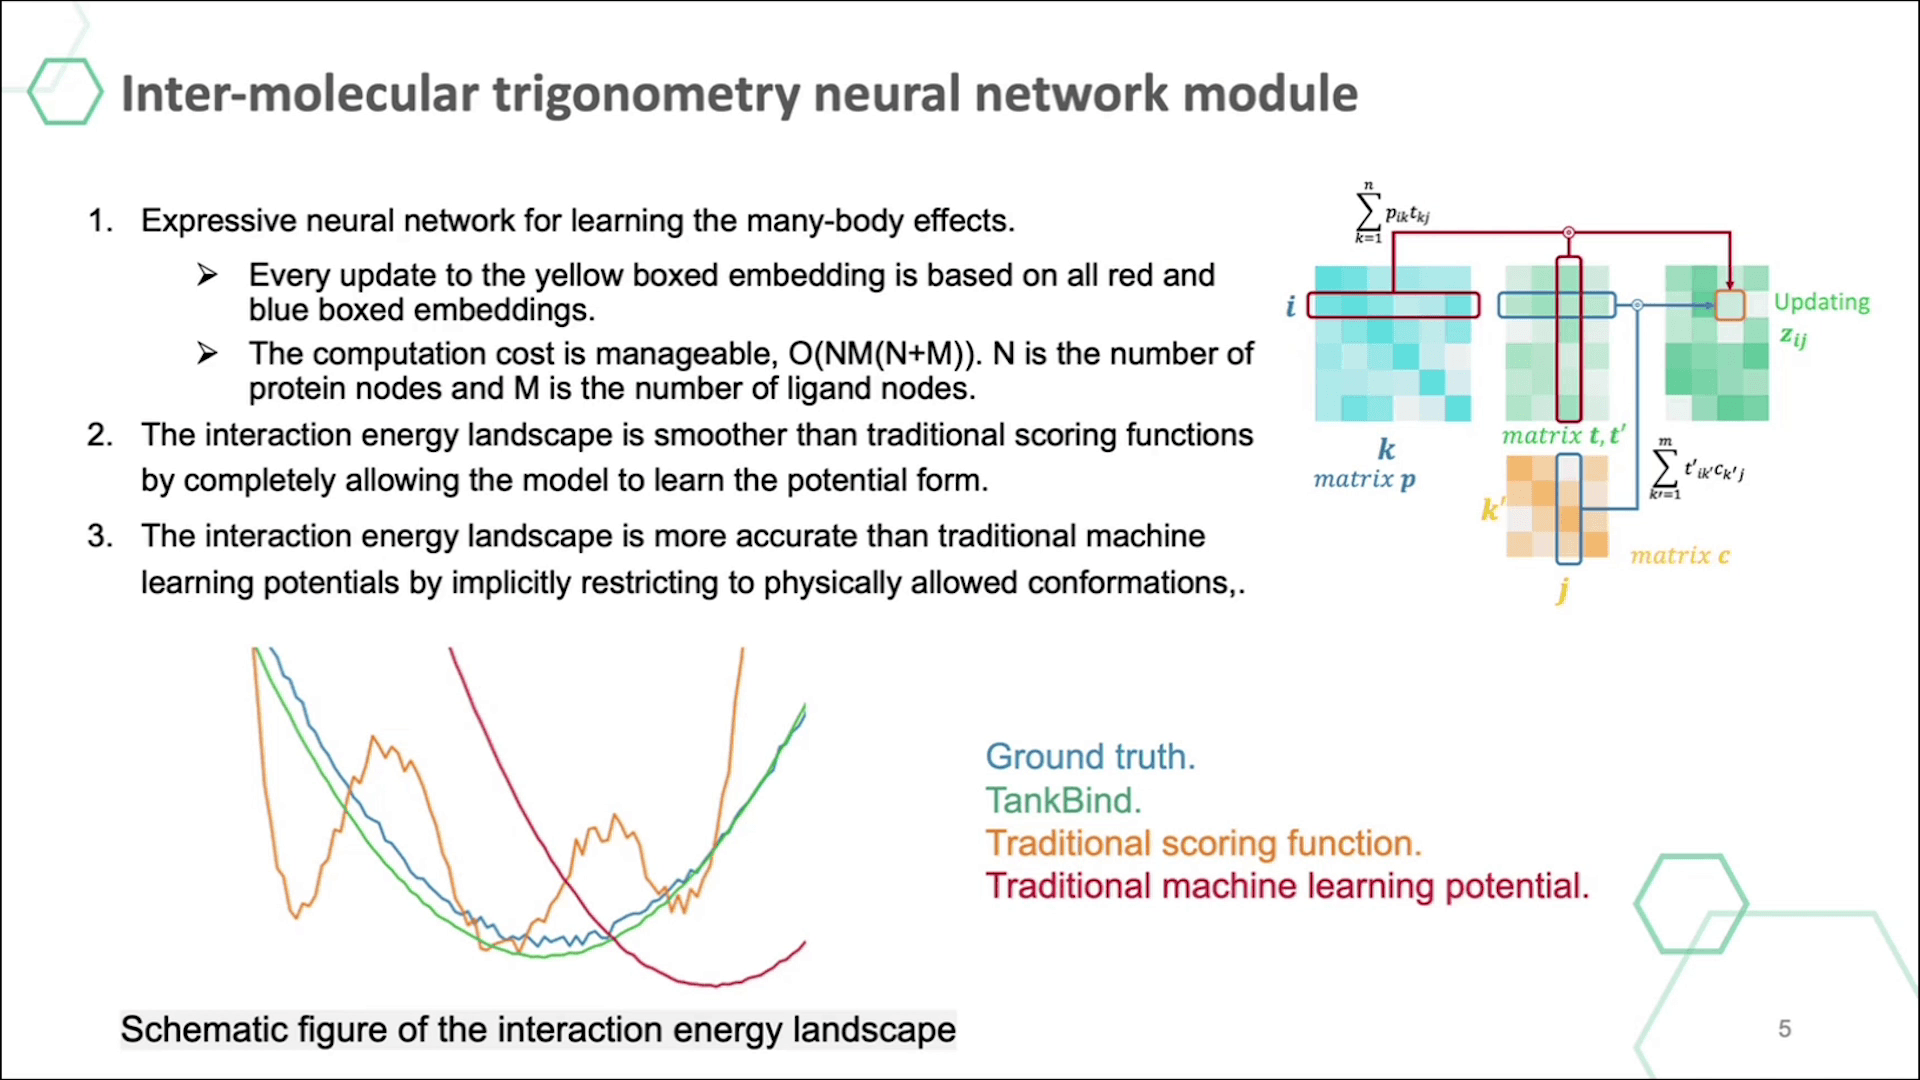 Inter-molecular trigonometry neural network module
1. Expressive neural network for learning the many-body effects.
➢ Every update to the yellow boxed embedding is based on all red and
blue boxed embeddings.
➢ The computation cost is manageable, O(NM(N+M)). N is the number of
protein nodes and M is the number of ligand nodes.
2. The interaction energy landscape is smoother than traditional scoring functions
by completely allowing the model to learn the potential form.
3. The interaction energy landscape is more accurate than traditional machine
learning potentials by implicitly restricting to physically allowed conformations,.
n
∑ p_{ik}t_{kj}
k=1
i
Updating
z_{ij}
k
matrix p
matrix t, t'
m
∑ t'_{ik'}c_{k'j}
k'=1
k'
matrix c
j
Ground truth.
TankBind.
Traditional scoring function.
Traditional machine learning potential.
Schematic figure of the interaction energy landscape
5